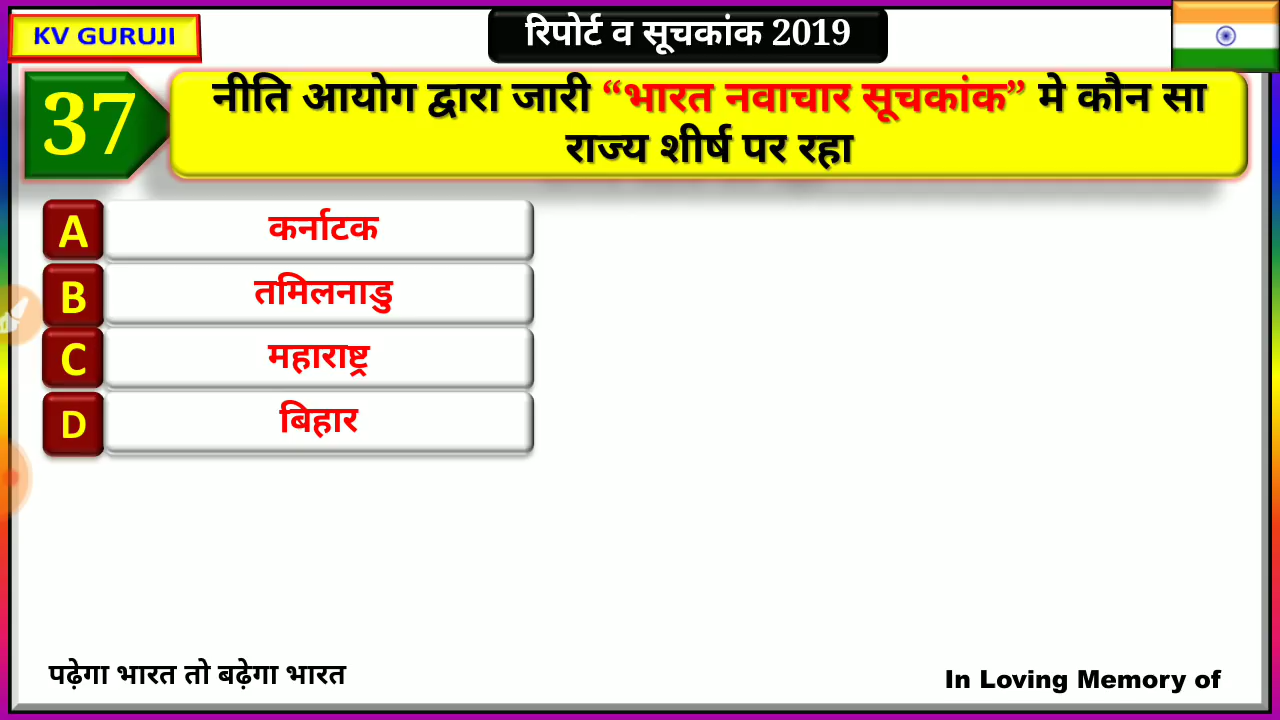 KV GURUJI
रिपोर्ट व सूचकांक 2019
37
नीति आयोग द्वारा जारी “भारत नवाचार सूचकांक” मे कौन सा
राज्य शीर्ष पर रहा
A कर्नाटक
B तमिलनाडु
C महाराष्ट्र
D बिहार
पढ़ेगा भारत तो बढ़ेगा भारत
In Loving Memory of